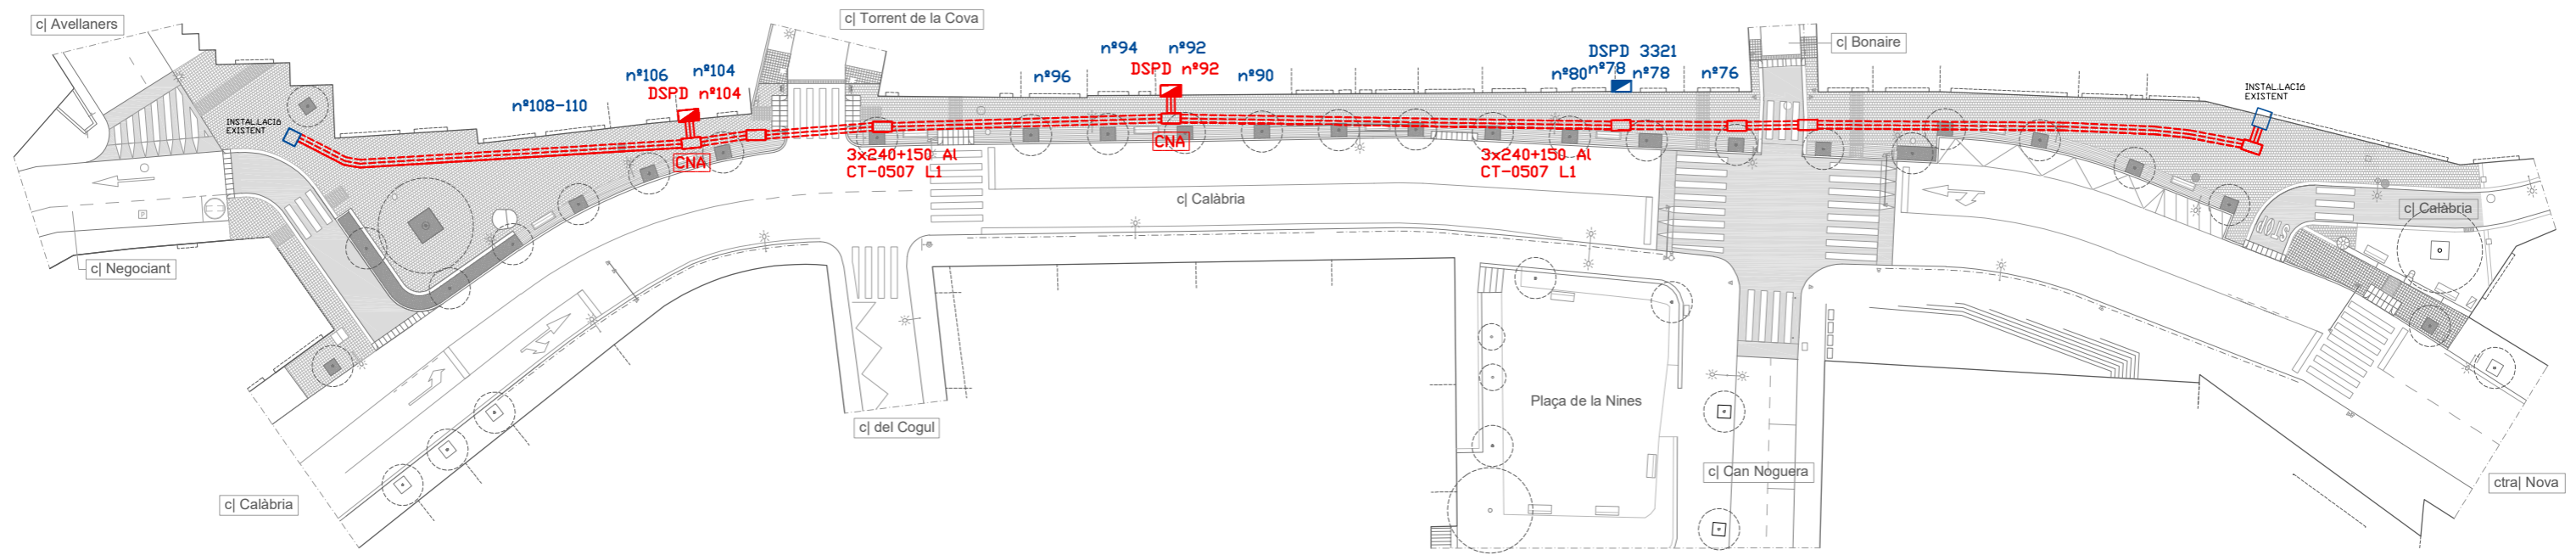 c| Avellaners
c| Torrent de la Cova
c| Bonaire
nº94
nº92
DSPD 3321
nº106
nº104
nº96
DSPD nº92
nº90
nº80
nº78
nº78
nº76
DSPD nº104
nº108-110
INSTAL.LACIó
EXISTENT
INSTAL.LACIó
EXISTENT
CNA
CNA
3x240+150 Al
CT-0507 L1
3x240+150 Al
CT-0507 L1
c| Calàbria
c| Calàbria
P
STOP
c| Negociant
Plaça de la Nines
c| del Cogul
c| Can Noguera
c| Calàbria
ctra| Nova